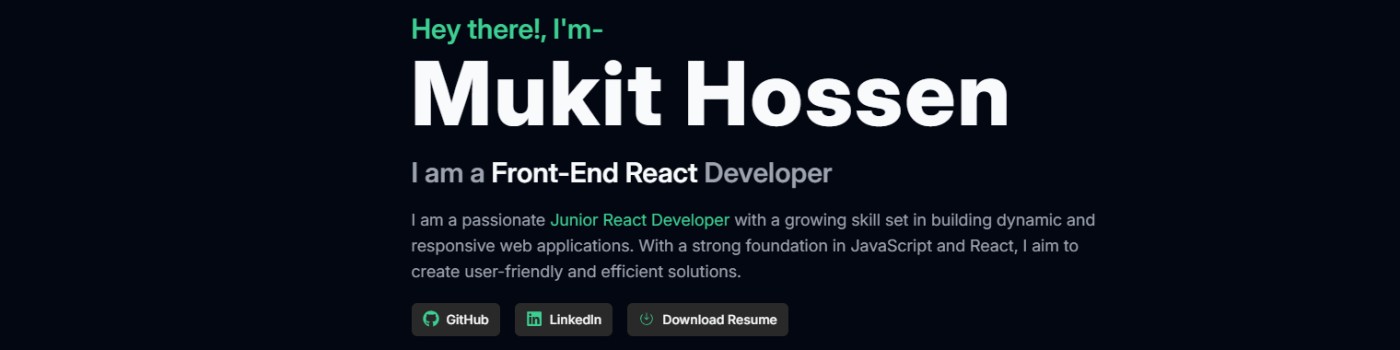 Hey there!, I'm-
Mukit Hossen
I am a Front-End React Developer
I am a passionate Junior React Developer with a growing skill set in building dynamic and
responsive web applications. With a strong foundation in JavaScript and React, I aim to
create user-friendly and efficient solutions.
GitHub LinkedIn Download Resume